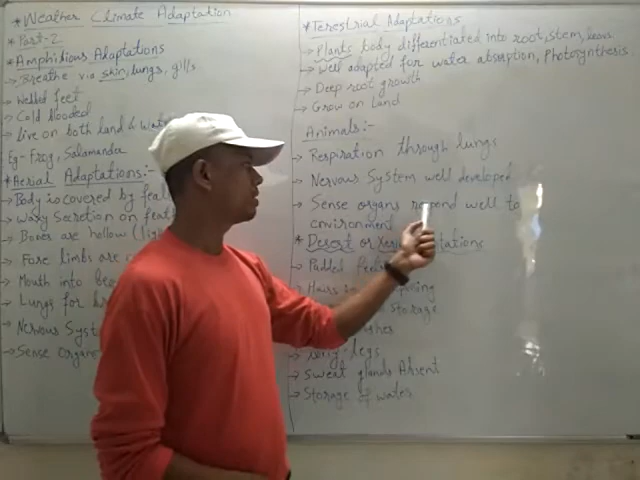 * Weather Climate Adaptation
* Part-2
* Amphibious Adaptations
→ Breathe via skin, lungs, gills
→ Webbed feet
→ Cold blooded
→ Live on both land & water
Eg- Frog, Salamander
* Aerial Adaptations:-
→ Body is covered by
→ Waxy Secretion on
→ Bones are hollow
→ Fore limbs are
→ Mouth into
→ Lungs for
→ Nervous
→ Sense
* Terrestrial Adaptations
→ Plants body differentiated into root, stem, leaves.
→ Well adapted for water absorption, Photosynthesis.
→ Deep root growth
→ Grow on Land
Animals:-
→ Respiration through lungs
→ Nervous System well developed
→ Sense organs respond well to
environment
* Desert or
→ Padded
→ Hairs
Storage
→ legs
→ Sweat glands Absent
→ Storage of water